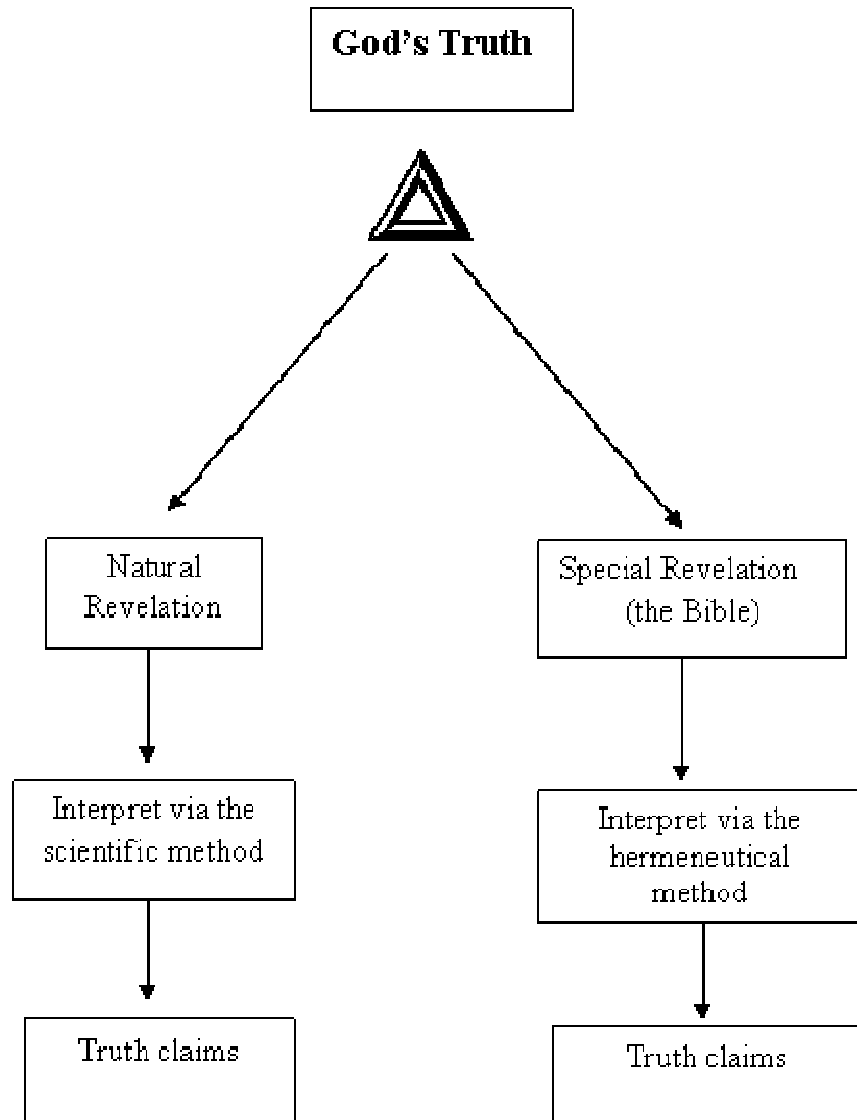 God's Truth
Natural
Revelation
Special Revelation
(the Bible)
Interpret via the
scientific method
Interpret via the
hermeneutical
method
Truth claims
Truth claims